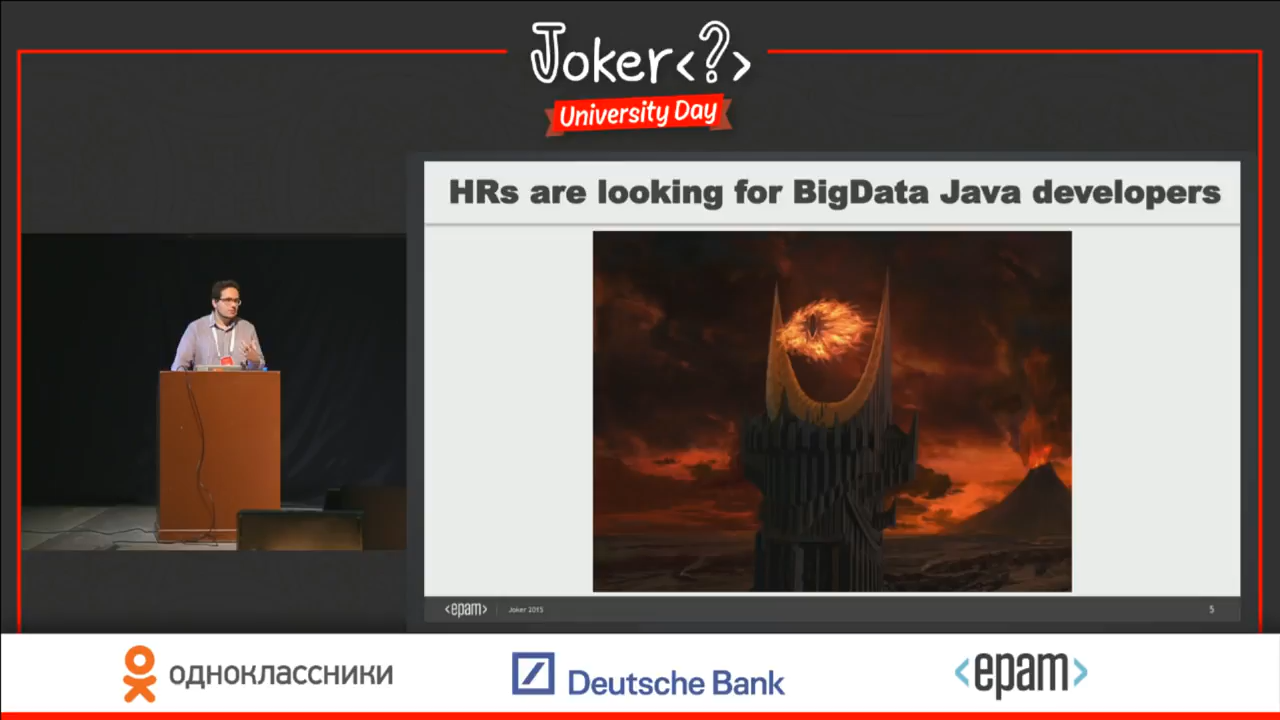 Joker<?>
University Day
HRs are looking for BigData Java developers
<epam> Joker 2015 5
одноклассники
Deutsche Bank
<epam>